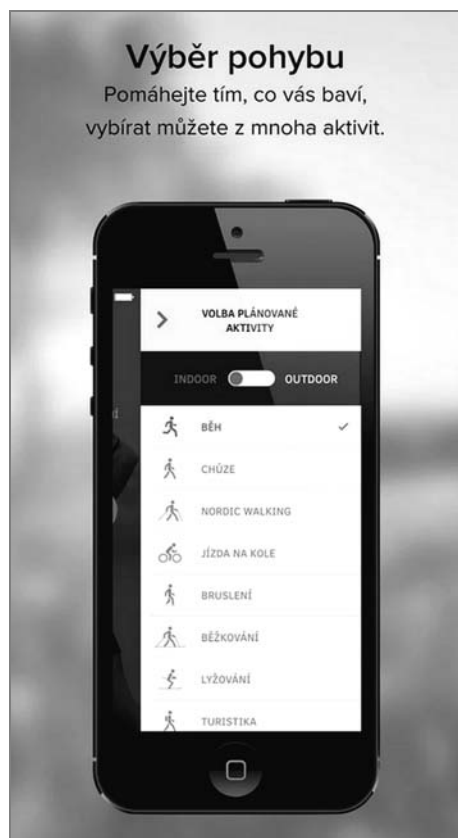 Výběr pohybu
Pomáhejte tím, co vás baví,
vybírat můžete z mnoha aktivit.
VOLBA PLÁNOVANÉ
AKTIVITY
INDOOR OUTDOOR
BĚH
CHŮZE
NORDIC WALKING
JÍZDA NA KOLE
BRUSLENÍ
BĚŽKOVÁNÍ
LYŽOVÁNÍ
TURISTIKA